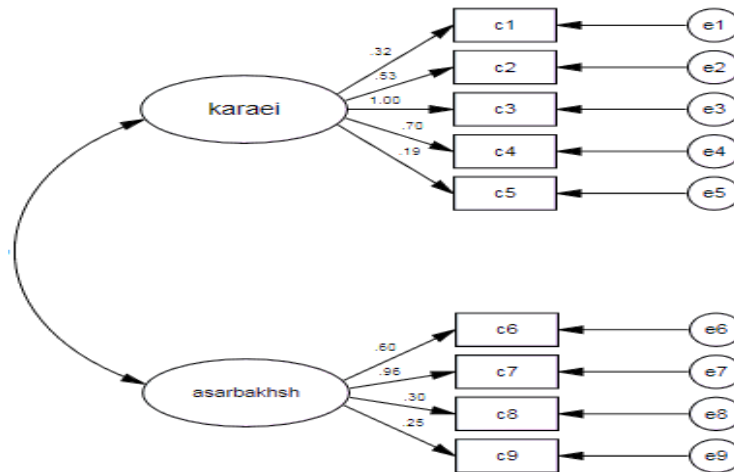 c1
e1
.32
c2
e2
.53
karaei
1.00
c3
e3
.70
c4
e4
.19
c5
e5
c6
e6
.60
c7
e7
.96
asarbakhsh
.30
c8
e8
.25
c9
e9